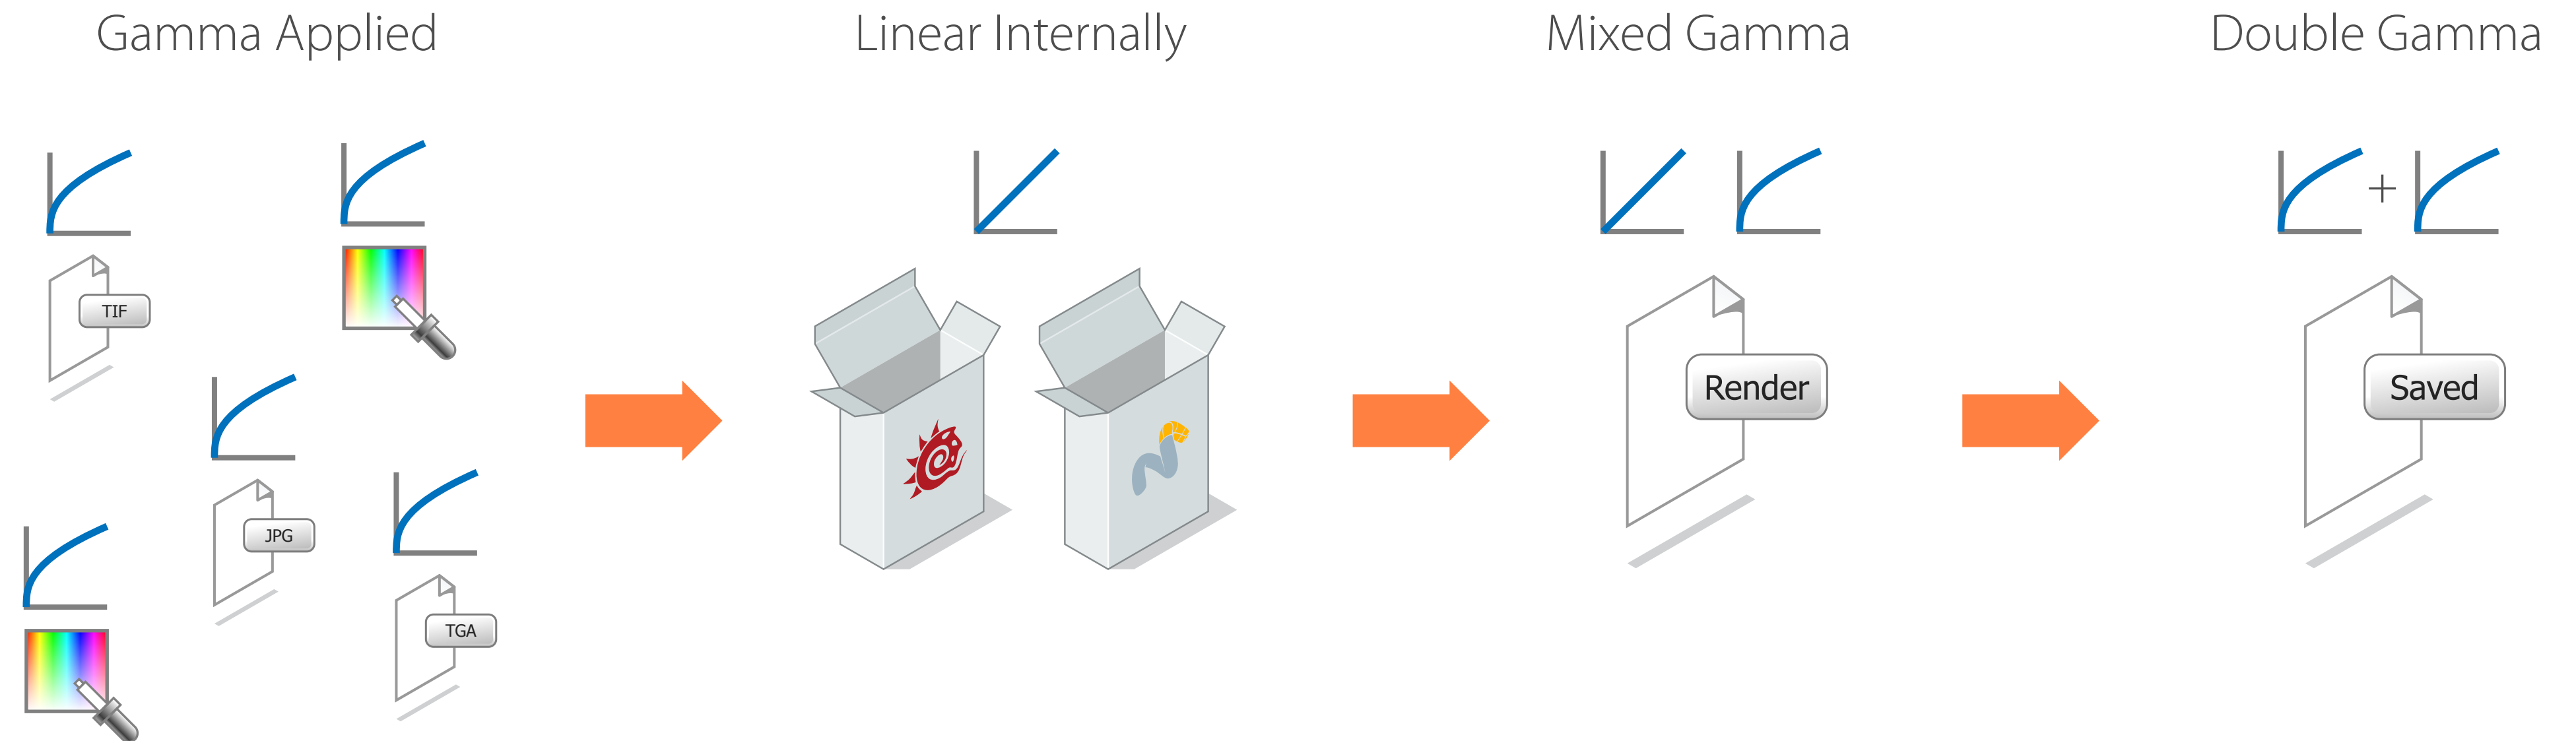 Gamma Applied
Linear Internally
Mixed Gamma
Double Gamma
+
TIF
JPG
TGA
Render
Saved